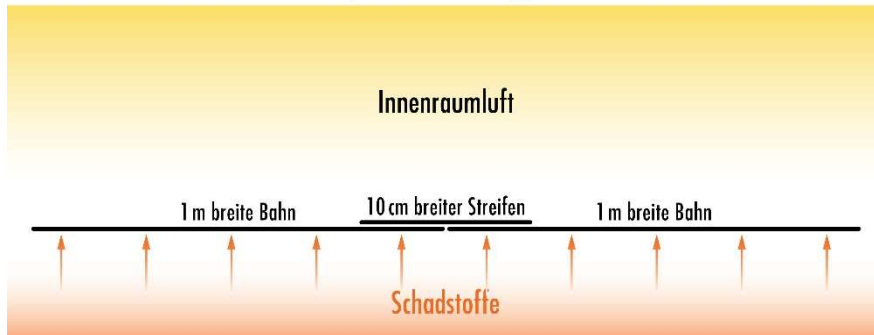 Innenraumluft
1 m breite Bahn
10 cm breiter Streifen
1 m breite Bahn
Schadstoffe